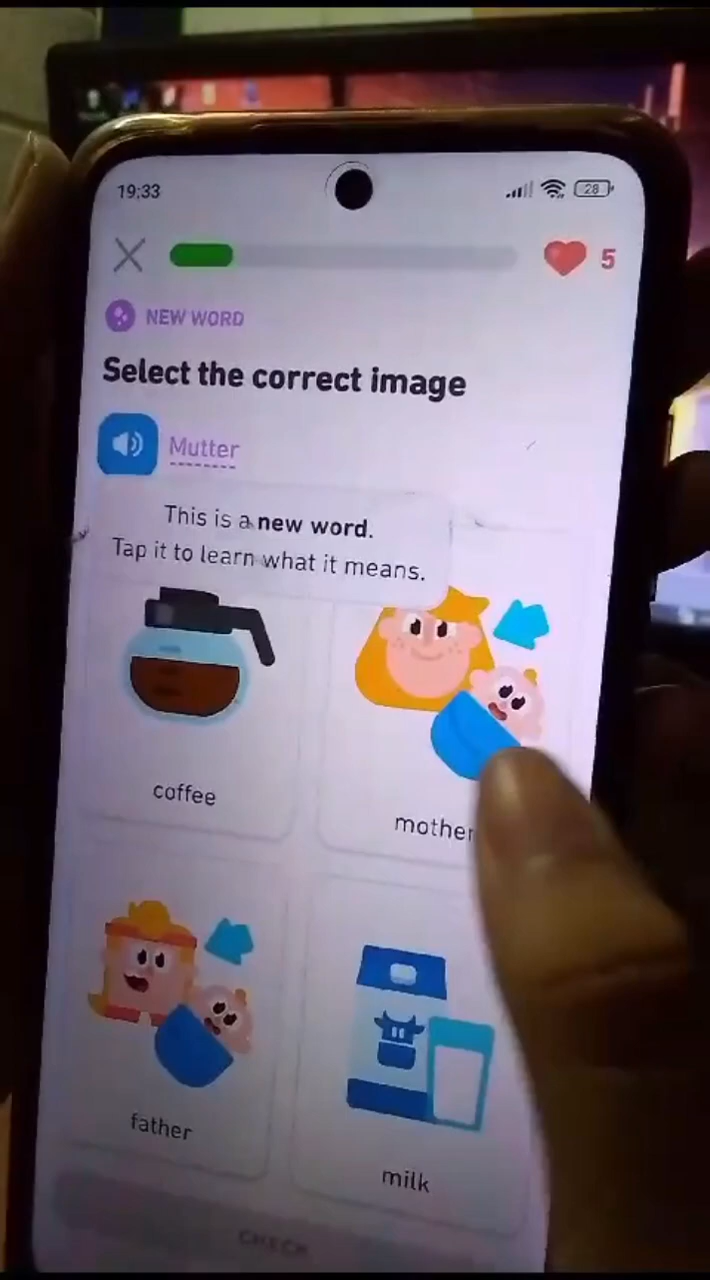 19:33
28
5
NEW WORD
Select the correct image
Mutter
This is a new word.
Tap it to learn what it means.
coffee
mother
father
milk
CHECK